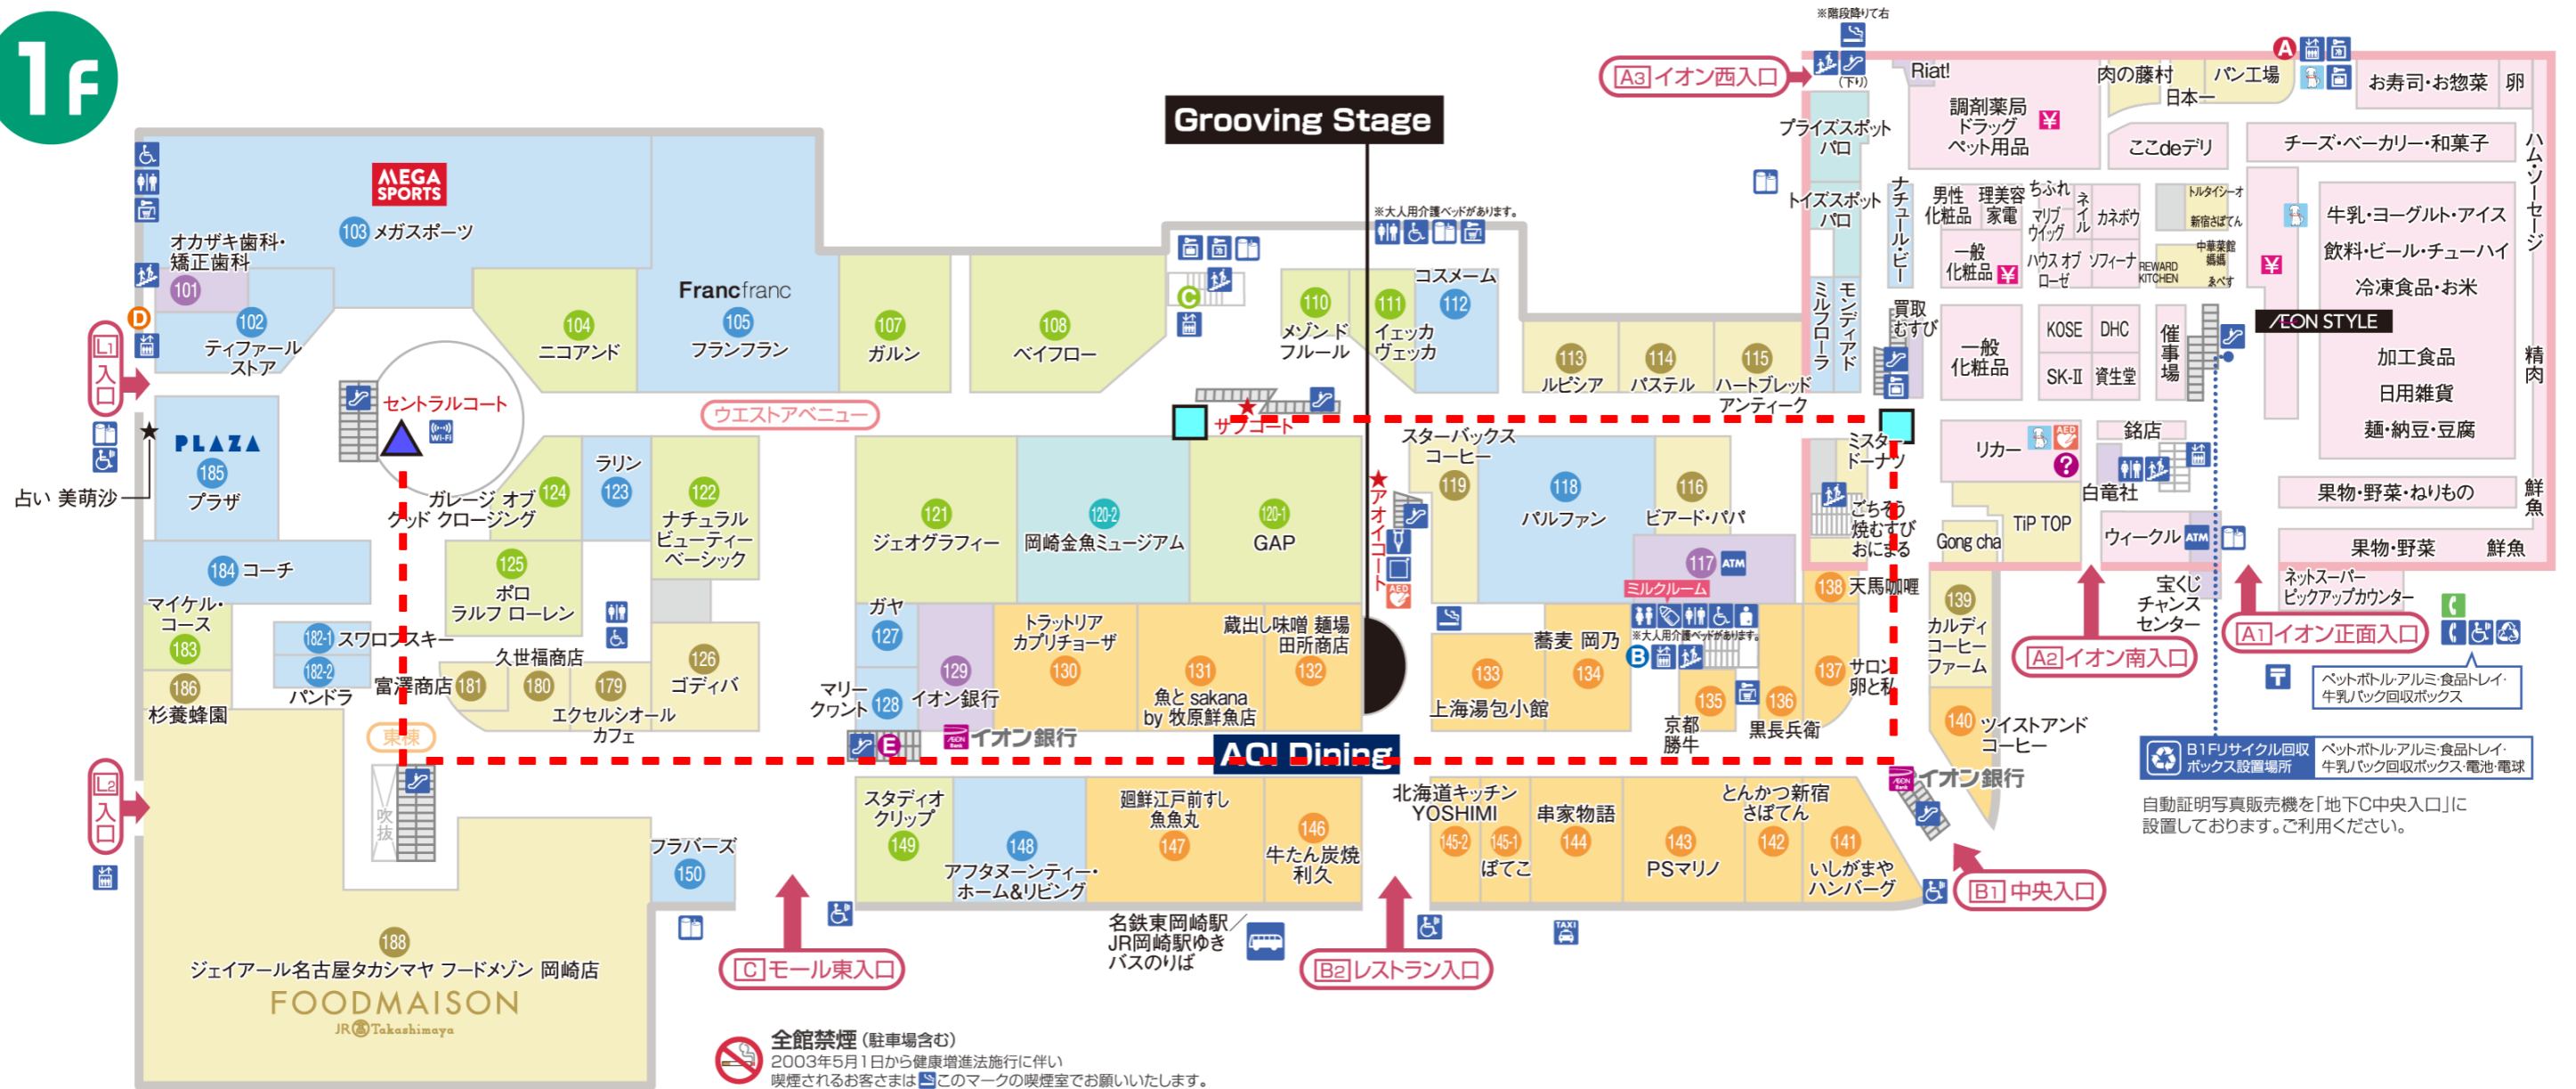 1F
※階段降りて右
A3 イオン西入口
(下り)
Grooving Stage
MEGA
SPORTS
103 メガスポーツ
オカザキ歯科・
矯正歯科
101
102
ティファール
ストア
D
L1
入口
104
ニコアンド
Francfranc
105
フランフラン
107
ガルン
108
ベイフロー
C
※大人用介護ベッドがあります。
110
メゾン ド
フルール
111
イェッカ
ヴェッカ
コスメーム
112
113
ルピシア
114
パステル
115
ハートブレッド
アンティーク
プライズスポット
パロ
トイズスポット
パロ
ミルフローラ
モンディアド
ナチュール・ビー
買取
むすび
Riat!
調剤薬局
ドラッグ
ペット用品
肉の藤村
日本一
パン工場
A
お寿司・お惣菜
卵
ここdeデリ
チーズ・ベーカリー・和菓子
ハム・ソーセージ
男性
化粧品
理美容
家電
ちふれ
マリブ
ウィッグ
ネイル
カネボウ
一般
化粧品
ハウス オブ
ローゼ
ソフィーナ
トルタイシーオ
新宿さぼてん
中華菜館
嫣嫣
REWARD
KITCHEN
ゑべす
牛乳・ヨーグルト・アイス
飲料・ビール・チューハイ
冷凍食品・お米
ÆON STYLE
加工食品
日用雑貨
麺・納豆・豆腐
精肉
一般
化粧品
KOSE
DHC
SK-II
資生堂
催事場
セントラルコート
Wi-Fi
ウエストアベニュー
サブコート
占い 美萌沙
PLAZA
185
プラザ
ガレージ オブ
グッド クロージング
124
ラリン
123
122
ナチュラル
ビューティー
ベーシック
121
ジェオグラフィー
120-2
岡崎金魚ミュージアム
120-1
GAP
アオイコート
AED
スターバックス
コーヒー
119
118
パルファン
116
ビアード・パパ
117
ATM
ミルクルーム
※大人用介護ベッドがあります。
B
ミスター
ドーナツ
ごちそう
焼むすび
おにまる
リカー
AED
銘店
白竜社
TiP TOP
Gong cha
ウィークル
ATM
果物・野菜・ねりもの
果物・野菜
鮮魚
鮮魚
ネットスーパー
ピックアップカウンター
宝くじ
チャンス
センター
A1 イオン正面入口
A2 イオン南入口
ペットボトル・アルミ・食品トレイ・
牛乳パック回収ボックス
B1Fリサイクル回収
ボックス設置場所
ペットボトル・アルミ・食品トレイ・
牛乳パック回収ボックス・電池・電球
自動証明写真販売機を「地下C中央入口」に
設置しております。ご利用ください。
184 コーチ
マイケル・
コース
183
182-1 スワロフスキー
182-2
パンドラ
186
杉養蜂園
125
ポロ
ラルフ ローレン
久世福商店
富澤商店
181
180
179
エクセルシオール
カフェ
126
ゴディバ
ガヤ
127
マリー
クヮント
128
129
イオン銀行
E
AEON Bank イオン銀行
トラットリア
カプリチョーザ
130
131
魚と sakana
by 牧原鮮魚店
蔵出し味噌 麺場
田所商店
132
133
上海湯包小館
蕎麦 岡乃
134
135
京都
勝牛
136
黒長兵衛
137 サロン
卵と私
138 天馬咖喱
139
カルディ
コーヒー
ファーム
140 ツイストアンド
コーヒー
イオン銀行
東棟
AOI Dining
L2
入口
吹抜
スタディオ
クリップ
149
148
アフタヌーンティー・
ホーム&リビング
廻鮮江戸前すし
魚魚丸
147
146
牛たん炭焼
利久
北海道キッチン
YOSHIMI
145-2
145-1
ぽてこ
串家物語
144
143
PSマリノ
とんかつ新宿
さぼてん
142
141
いしがまや
ハンバーグ
B1 中央入口
フラバーズ
150
188
ジェイアール名古屋タカシマヤ フードメゾン 岡崎店
FOODMAISON
JR Takashimaya
C モール東入口
名鉄東岡崎駅/
JR岡崎駅ゆき
バスのりば
B2 レストラン入口
TAXI
全館禁煙(駐車場含む)
2003年5月1日から健康増進法施行に伴い
喫煙されるお客さまはこのマークの喫煙室でお願いいたします。